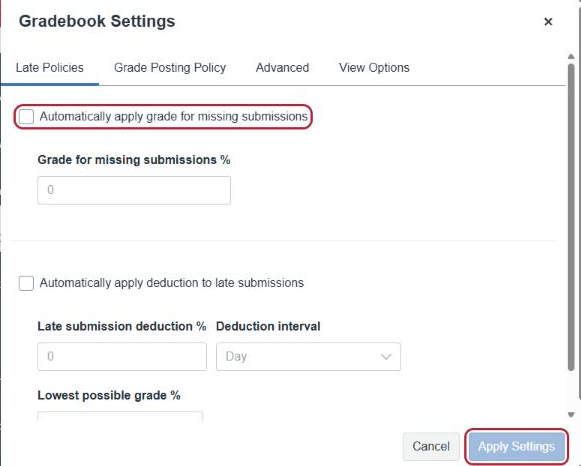 Gradebook Settings ×
Late Policies Grade Posting Policy Advanced View Options
Automatically apply grade for missing submissions
Grade for missing submissions %
0
Automatically apply deduction to late submissions
Late submission deduction % Deduction interval
0 Day
Lowest possible grade %
Cancel Apply Settings